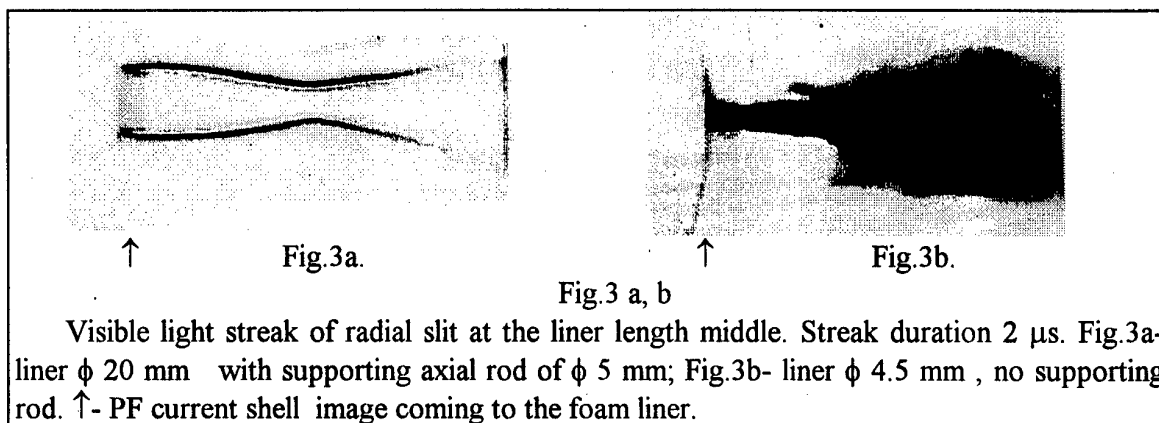 ↑ Fig.3a. ↑ Fig.3b.
Fig.3 a, b
Visible light streak of radial slit at the liner length middle. Streak duration 2 μs. Fig.3a-
liner ϕ 20 mm with supporting axial rod of ϕ 5 mm; Fig.3b- liner ϕ 4.5 mm , no supporting
rod. ↑- PF current shell image coming to the foam liner.